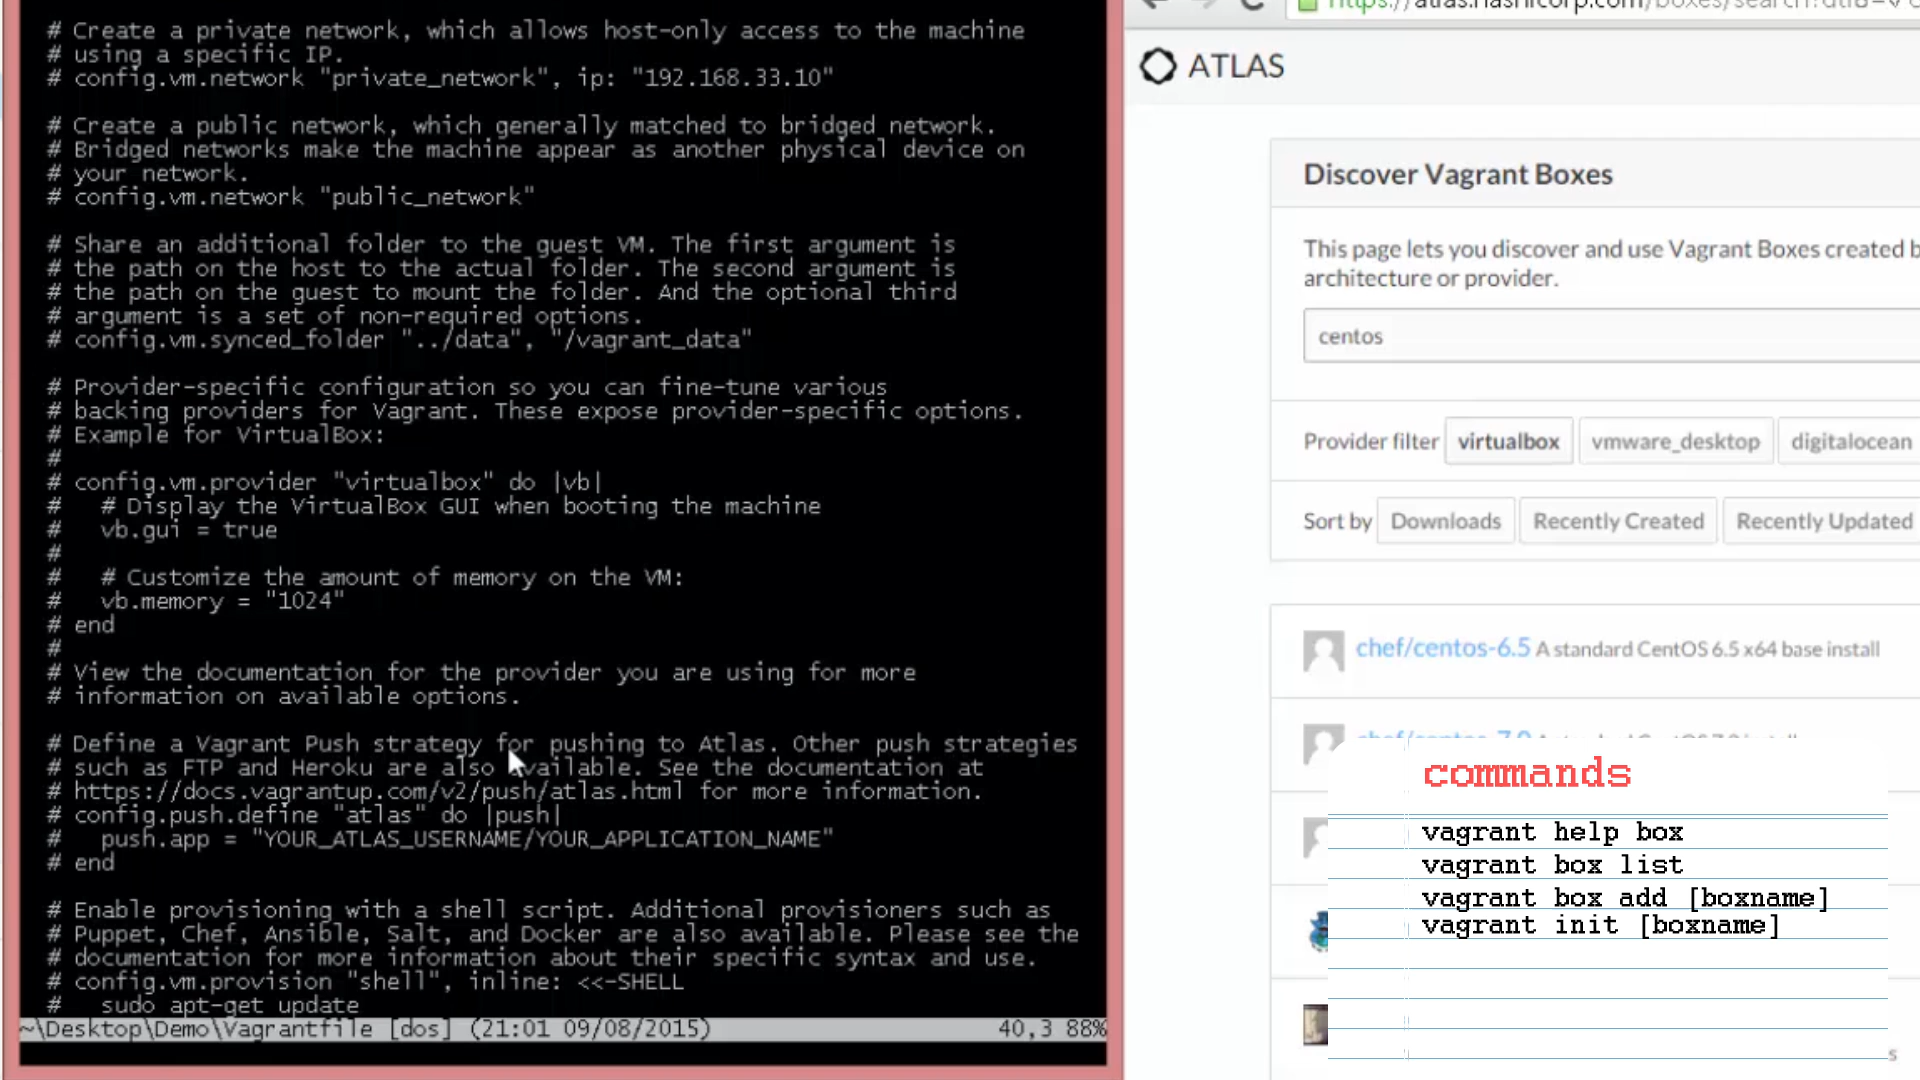 # Create a private network, which allows host-only access to the machine
# using a specific IP.
# config.vm.network "private_network", ip: "192.168.33.10"
# Create a public network, which generally matched to bridged network.
# Bridged networks make the machine appear as another physical device on
# your network.
# config.vm.network "public_network"
# Share an additional folder to the guest VM. The first argument is
# the path on the host to the actual folder. The second argument is
# the path on the guest to mount the folder. And the optional third
# argument is a set of non-required options.
# config.vm.synced_folder "../data", "/vagrant_data"
# Provider-specific configuration so you can fine-tune various
# backing providers for Vagrant. These expose provider-specific options.
# Example for VirtualBox:
#
# config.vm.provider "virtualbox" do |vb|
#   # Display the VirtualBox GUI when booting the machine
#   vb.gui = true
#
#   # Customize the amount of memory on the VM:
#   vb.memory = "1024"
# end
#
# View the documentation for the provider you are using for more
# information on available options.
# Define a Vagrant Push strategy for pushing to Atlas. Other push strategies
# such as FTP and Heroku are also available. See the documentation at
# https://docs.vagrantup.com/v2/push/atlas.html for more information.
# config.push.define "atlas" do |push|
#   push.app = "YOUR_ATLAS_USERNAME/YOUR_APPLICATION_NAME"
# end
# Enable provisioning with a shell script. Additional provisioners such as
# Puppet, Chef, Ansible, Salt, and Docker are also available. Please see the
# documentation for more information about their specific syntax and use.
# config.vm.provision "shell", inline: <<-SHELL
#   sudo apt-get update
~\Desktop\Demo\Vagrantfile [dos] (21:01 09/08/2015) 40,3 88%
https://atlas.hashicorp.com/boxes/search
ATLAS
Discover Vagrant Boxes
This page lets you discover and use Vagrant Boxes created b
architecture or provider.
centos
Provider filter virtualbox vmware_desktop digitalocean
Sort by Downloads Recently Created Recently Updated
chef/centos-6.5 A standard CentOS 6.5 x64 base install
chef/centos-7.0
commands
vagrant help box
vagrant box list
vagrant box add [boxname]
vagrant init [boxname]